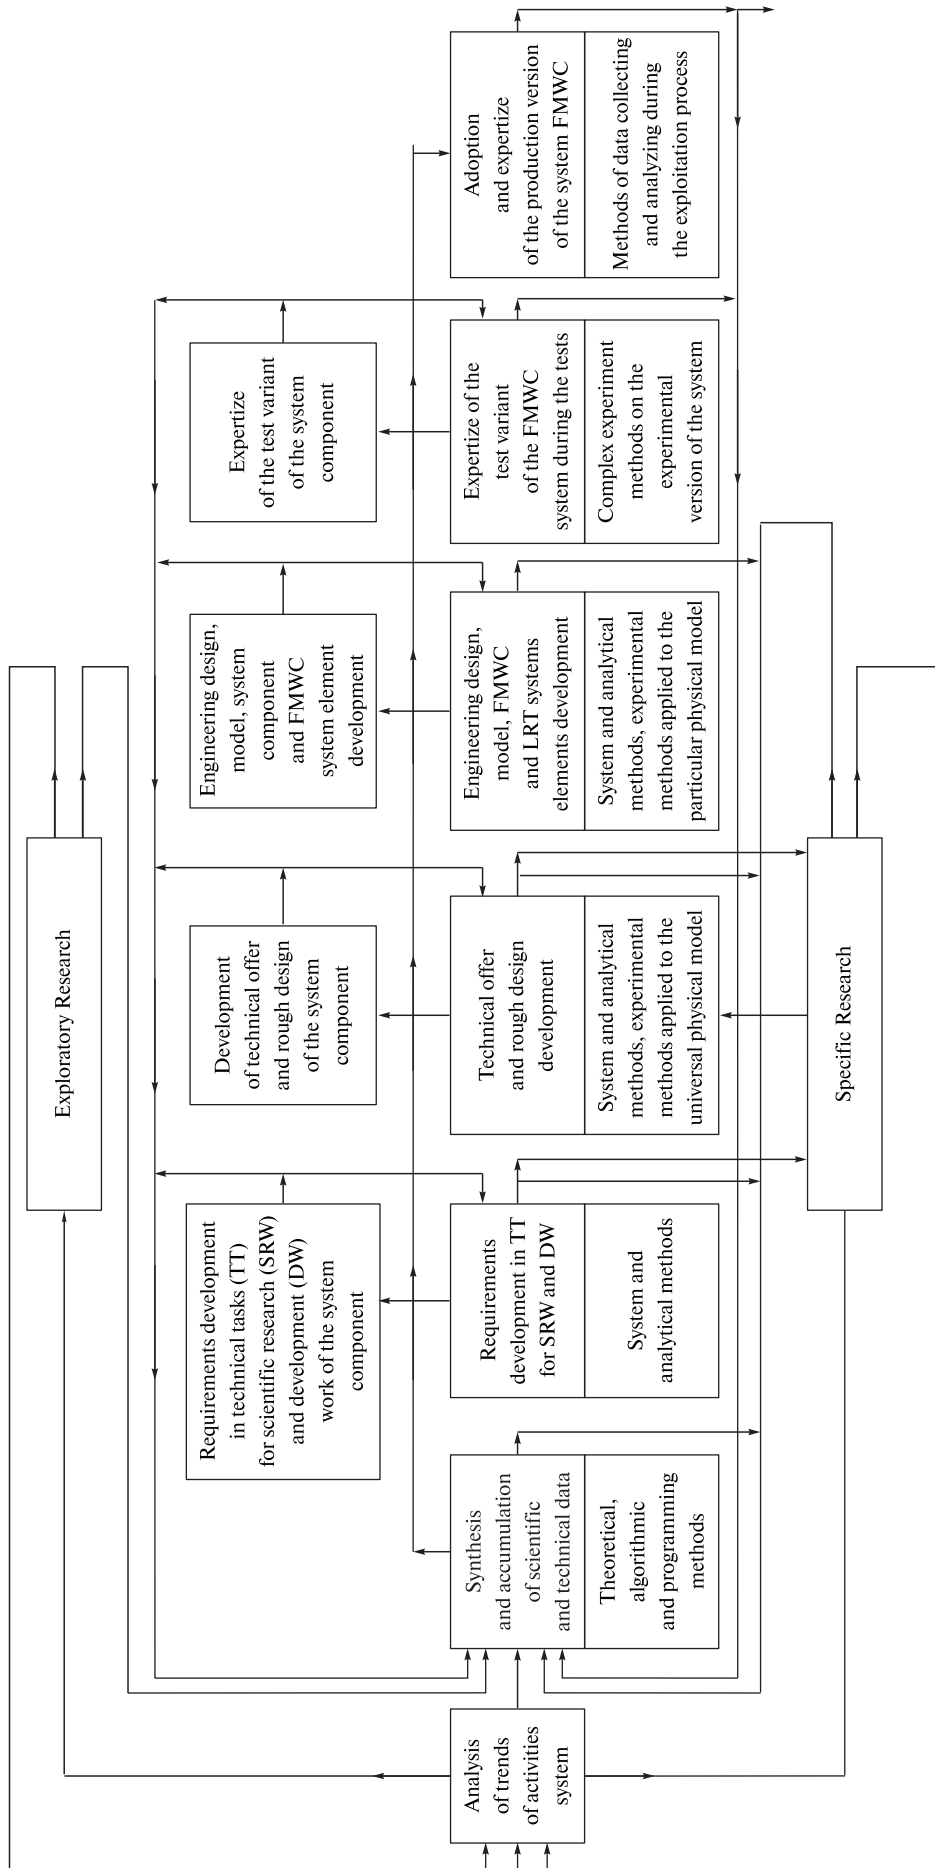 Exploratory Research
Requirements development
in technical tasks (TT)
for scientific research (SRW)
and development (DW)
work of the system
component
Development
of technical offer
and rough design
of the system
component
Engineering design,
model, system
component
and FMWC
system element
development
Expertize
of the test variant
of the system
component
Analysis
of trends
of activities
system
Synthesis
and accumulation
of scientific
and technical data
Theoretical,
algorithmic
and programming
methods
Requirements
development in TT
for SRW and DW
System and
analytical methods
Technical offer
and rough design
development
System and analytical
methods, experimental
methods applied to the
universal physical model
Engineering design,
model, FMWC
and LRT systems
elements development
System and analytical
methods, experimental
methods applied to the
particular physical model
Expertize of the
test variant
of the FMWC
system during the tests
Complex experiment
methods on the
experimental
version of the system
Adoption
and expertize
of the production version
of the system FMWC
Methods of data collecting
and analyzing during
the exploitation process
Specific Research